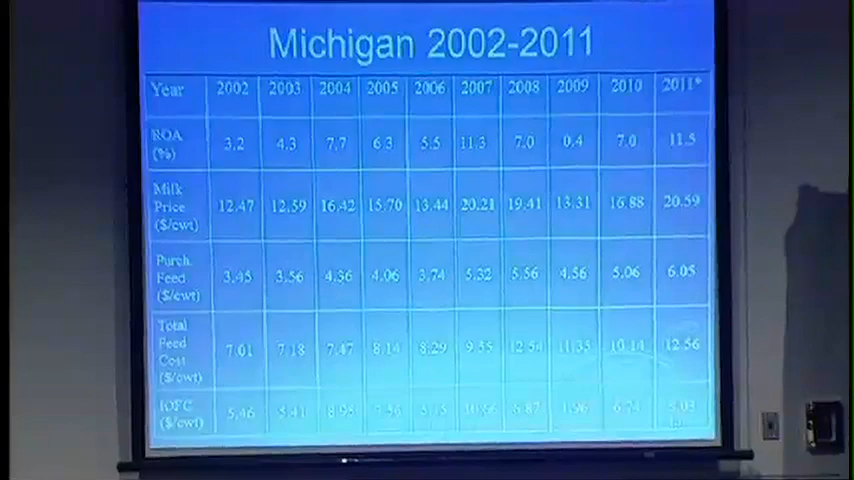 Michigan 2002-2011
Year 2002 2003 2004 2005 2006 2007 2008 2009 2010 2011*
ROA (%) 3.2 4.3 7.7 6.3 5.5 11.3 7.0 0.4 7.0 11.5
Milk Price ($/cwt) 12.47 12.59 16.42 15.70 13.44 20.21 19.41 13.31 16.88 20.59
Purch. Feed ($/cwt) 3.45 3.56 4.36 4.06 3.74 5.32 5.56 4.56 5.06 6.05
Total Feed Cost ($/cwt) 7.01 7.18 7.47 8.14 8.29 9.55 12.54 11.35 10.14 12.56
IOFC ($/cwt) 5.46 5.41 8.95 10.66 6.87 1.96 6.74 8.03